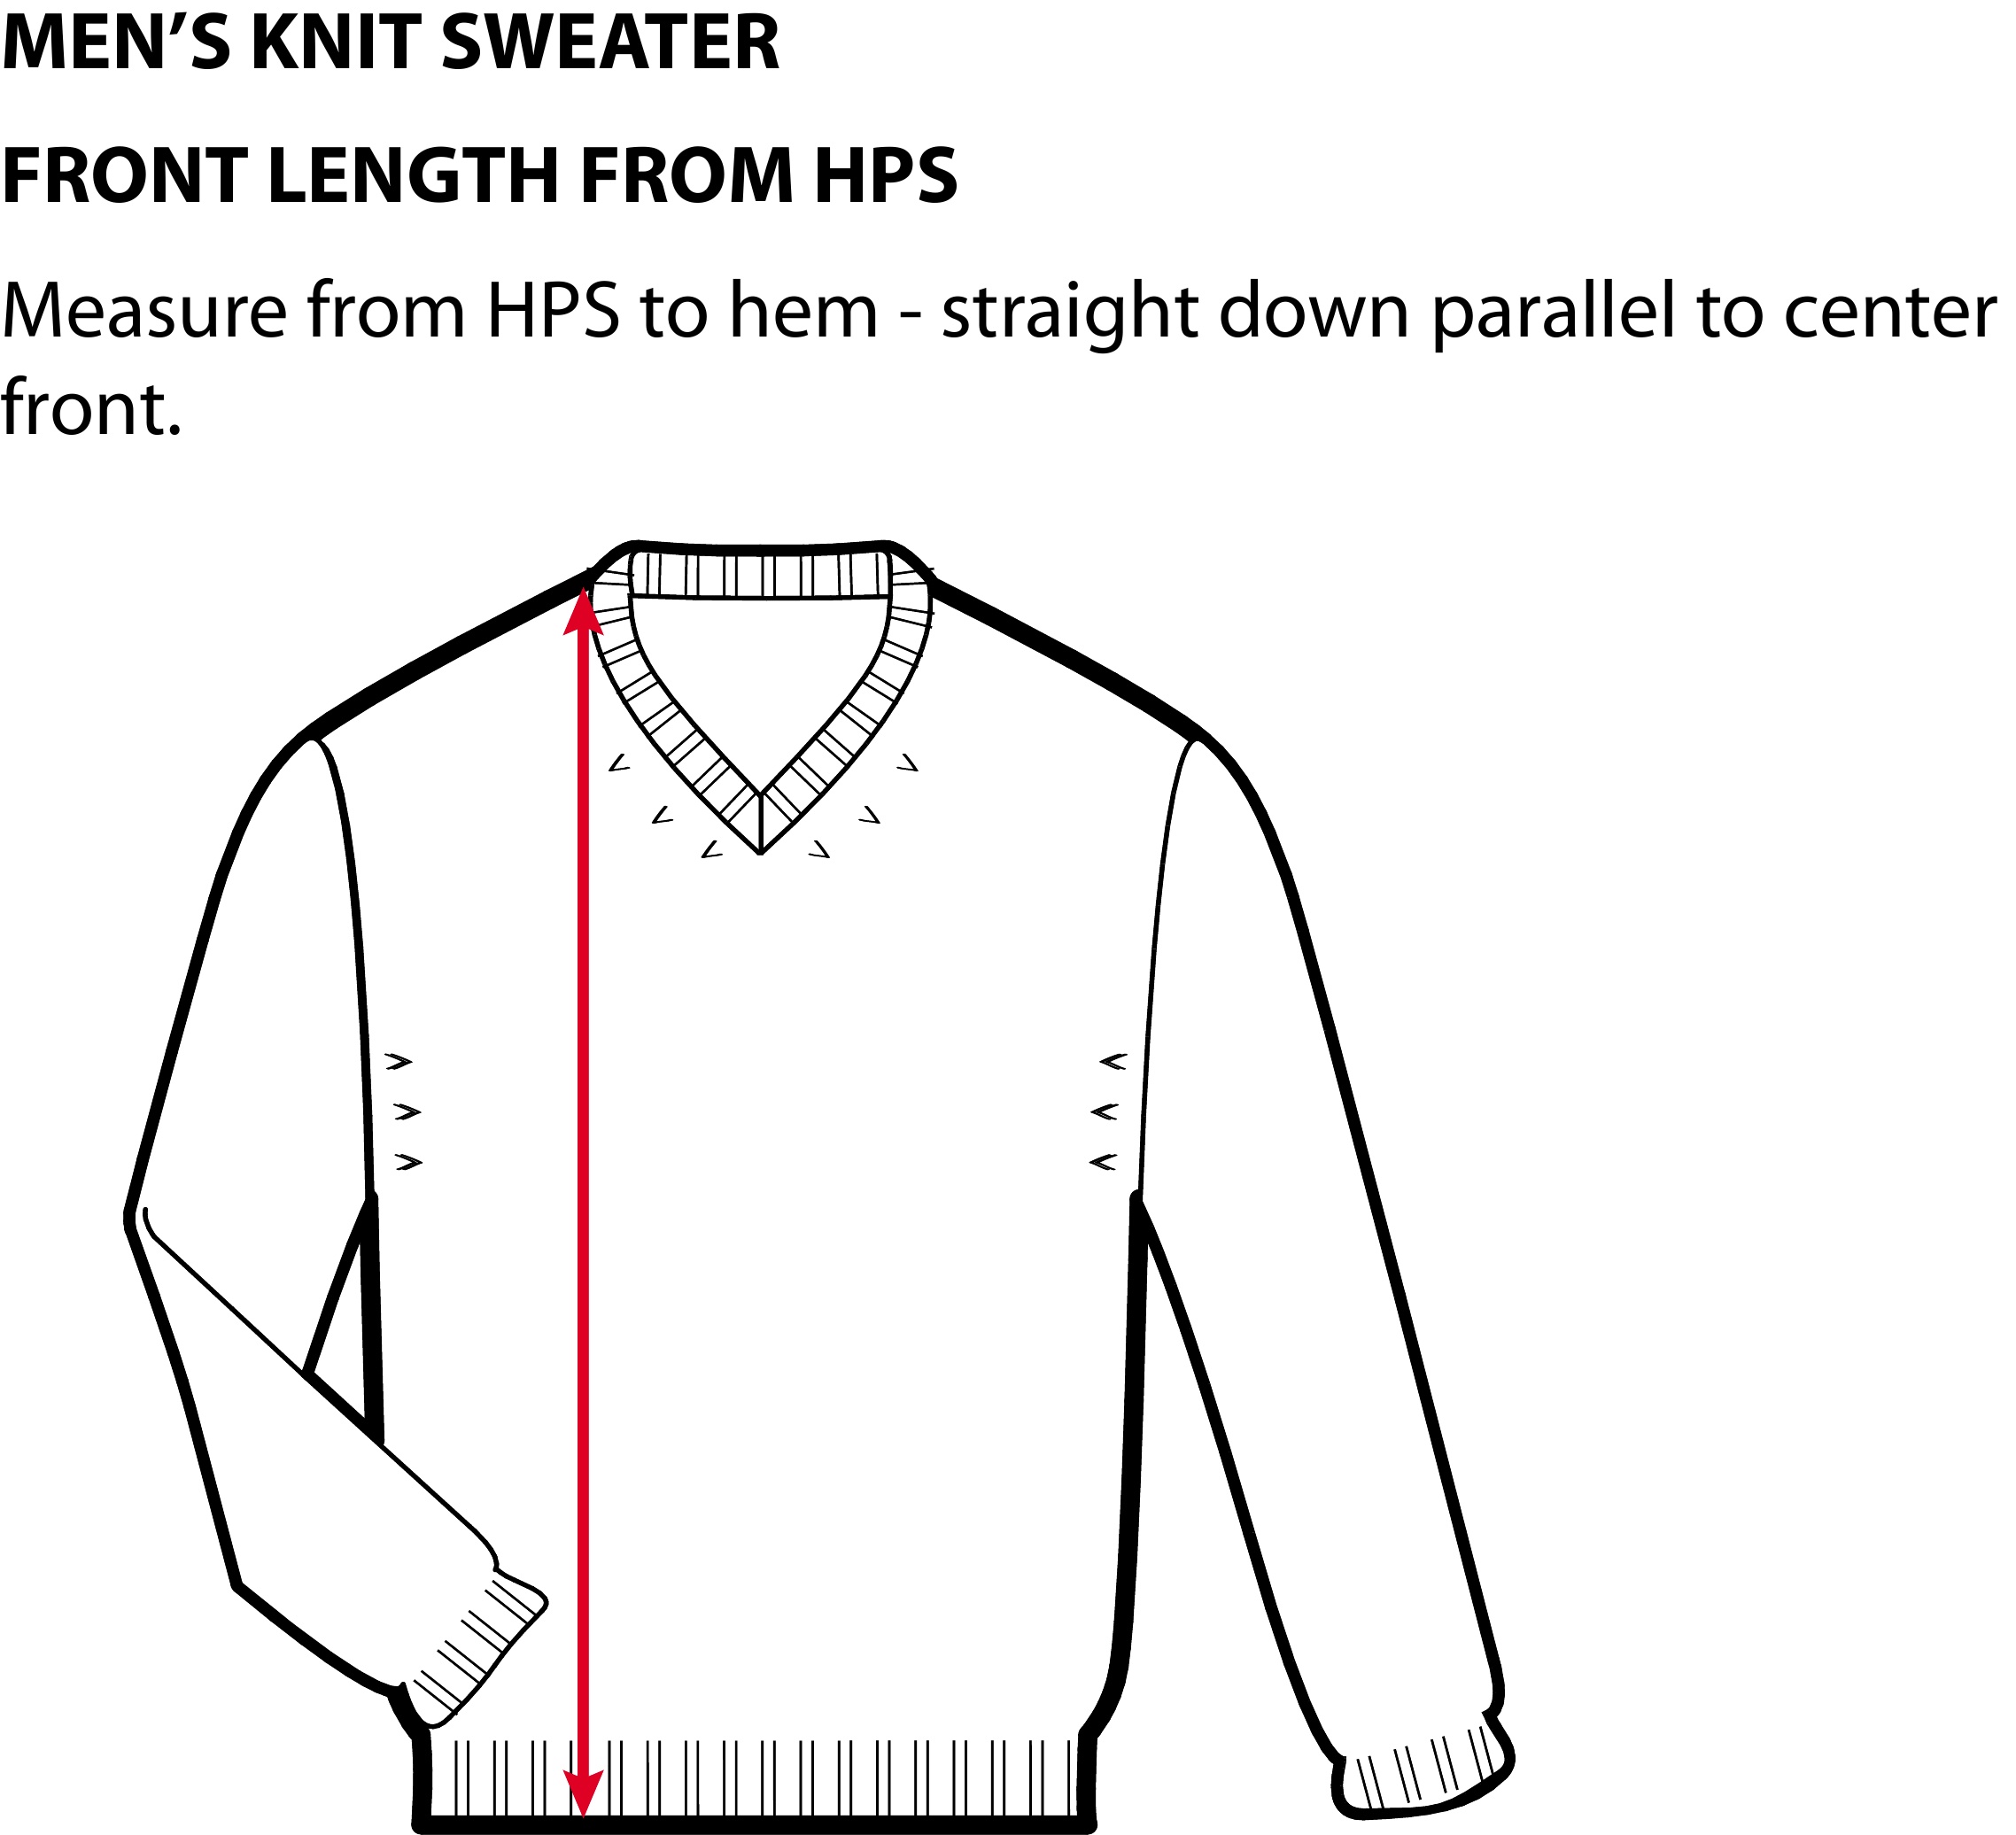 MEN’S KNIT SWEATER
FRONT LENGTH FROM HPS
Measure from HPS to hem - straight down parallel to center
front.